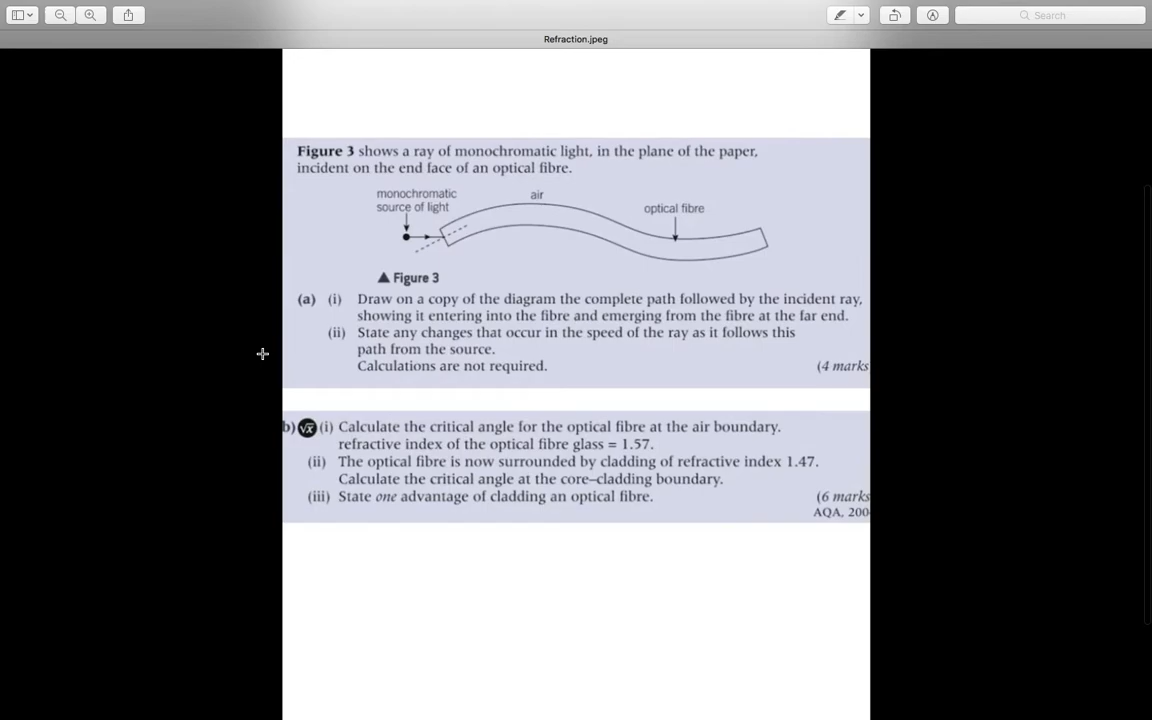 Search
Refraction.jpeg
Figure 3 shows a ray of monochromatic light, in the plane of the paper,
incident on the end face of an optical fibre.
monochromatic
source of light
air
optical fibre
▲ Figure 3
(a) (i) Draw on a copy of the diagram the complete path followed by the incident ray,
showing it entering into the fibre and emerging from the fibre at the far end.
(ii) State any changes that occur in the speed of the ray as it follows this
path from the source.
Calculations are not required.
(4 marks
b) √x (i) Calculate the critical angle for the optical fibre at the air boundary.
refractive index of the optical fibre glass = 1.57.
(ii) The optical fibre is now surrounded by cladding of refractive index 1.47.
Calculate the critical angle at the core–cladding boundary.
(iii) State one advantage of cladding an optical fibre.
(6 marks
AQA, 200